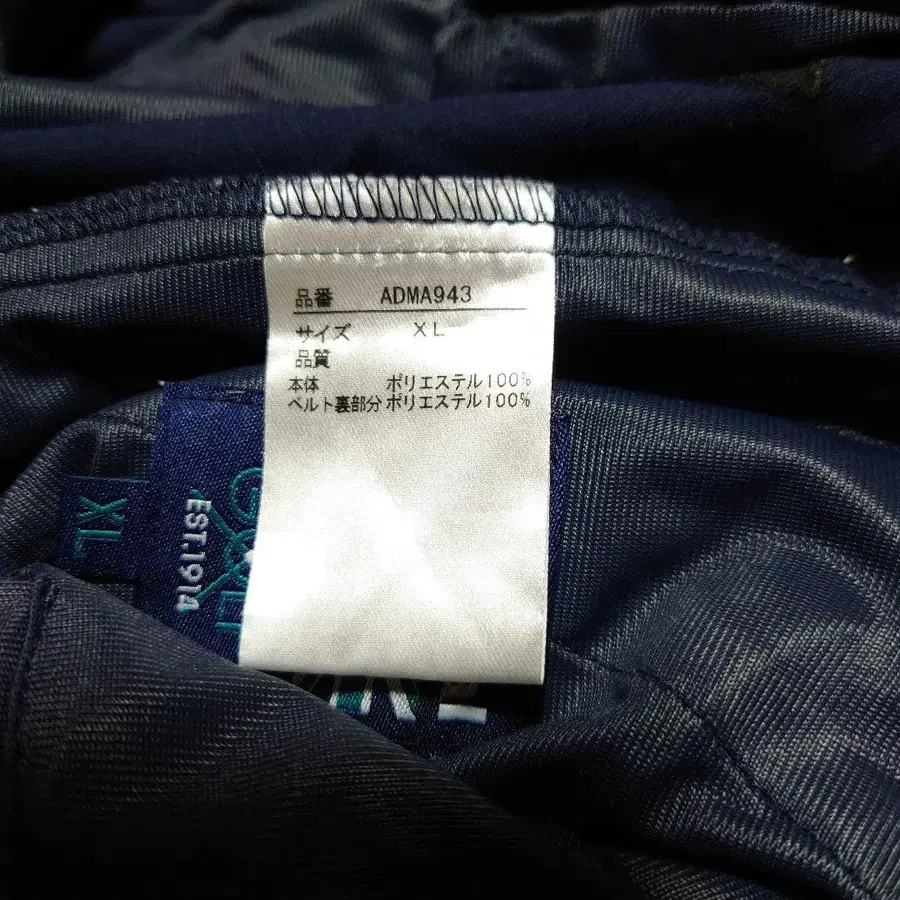 品番 ADMA943
サイズ XL
品質
本体 ポリエステル100%
ベルト裏部分 ポリエステル100%
XL
EST.1914